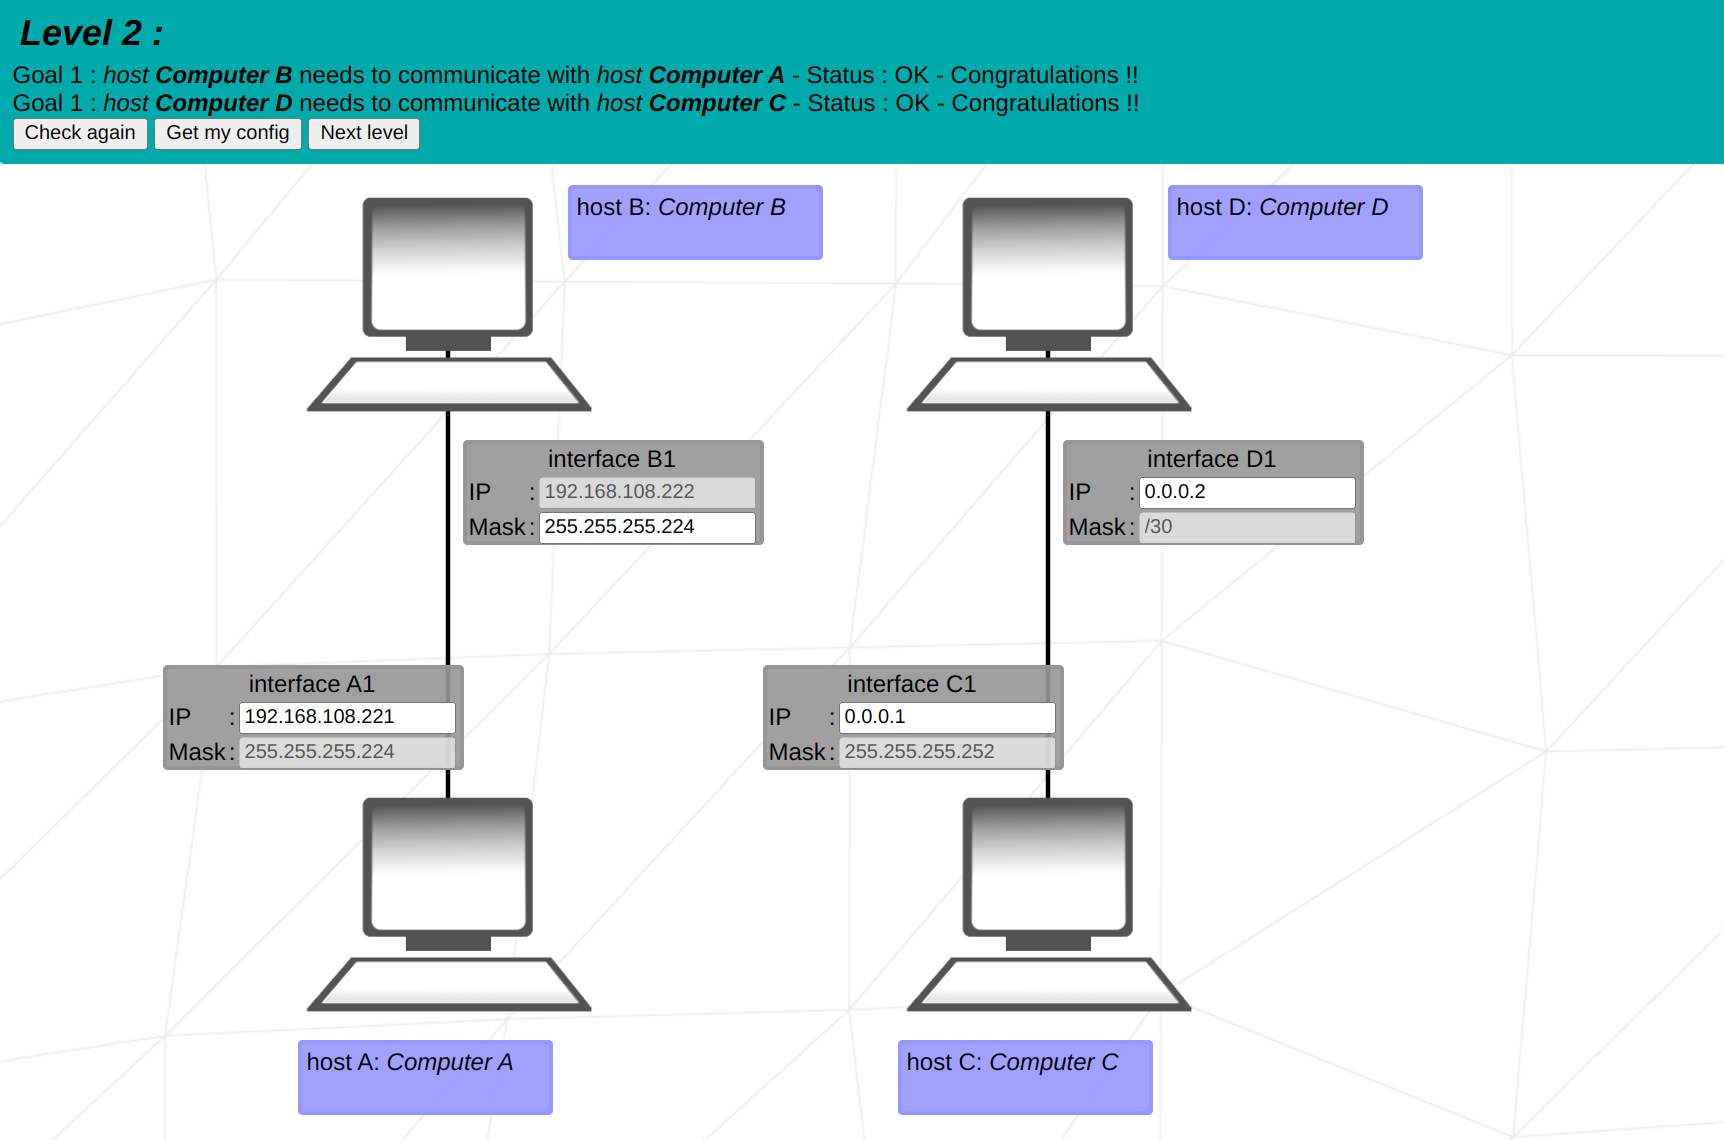 Level 2 :
Goal 1 : host Computer B needs to communicate with host Computer A - Status : OK - Congratulations !!
Goal 1 : host Computer D needs to communicate with host Computer C - Status : OK - Congratulations !!
Check again Get my config Next level
host B: Computer B
host D: Computer D
interface B1
IP : 192.168.108.222
Mask : 255.255.255.224
interface D1
IP : 0.0.0.2
Mask : /30
interface A1
IP : 192.168.108.221
Mask : 255.255.255.224
interface C1
IP : 0.0.0.1
Mask : 255.255.255.252
host A: Computer A
host C: Computer C